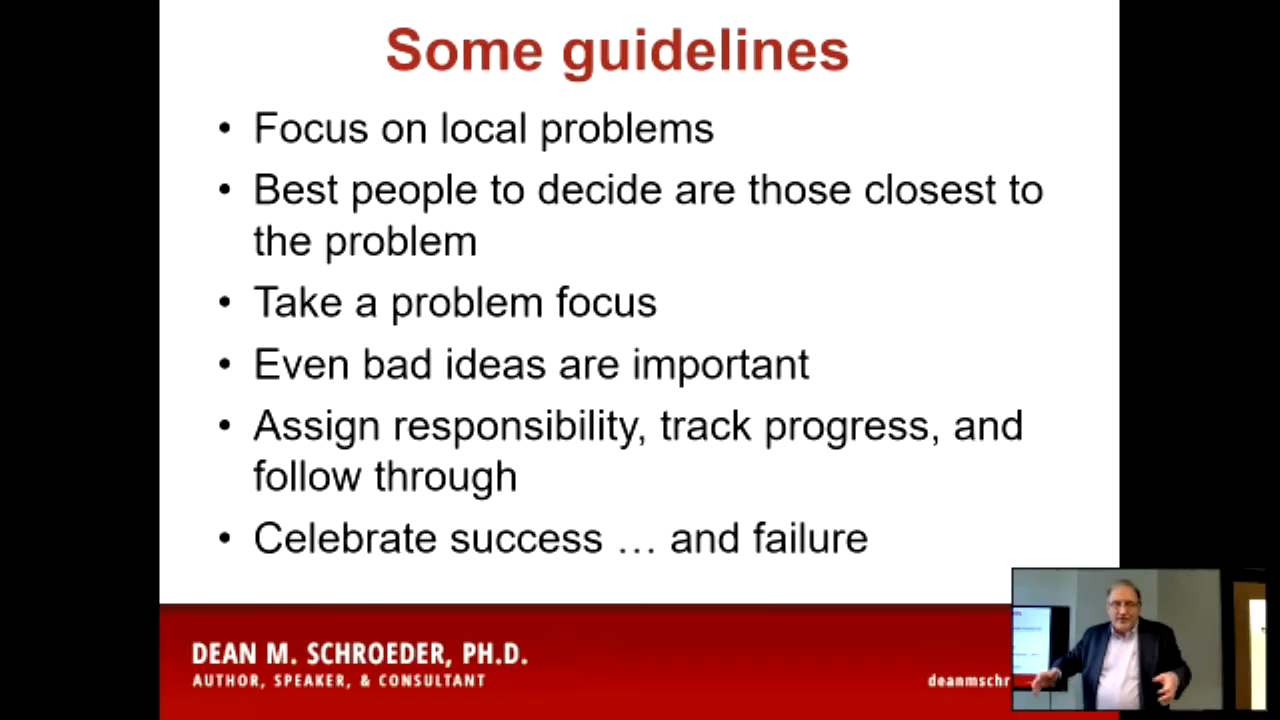 Some guidelines
• Focus on local problems
• Best people to decide are those closest to
the problem
• Take a problem focus
• Even bad ideas are important
• Assign responsibility, track progress, and
follow through
• Celebrate success … and failure
DEAN M. SCHROEDER, PH.D.
AUTHOR, SPEAKER, & CONSULTANT
deanmschr